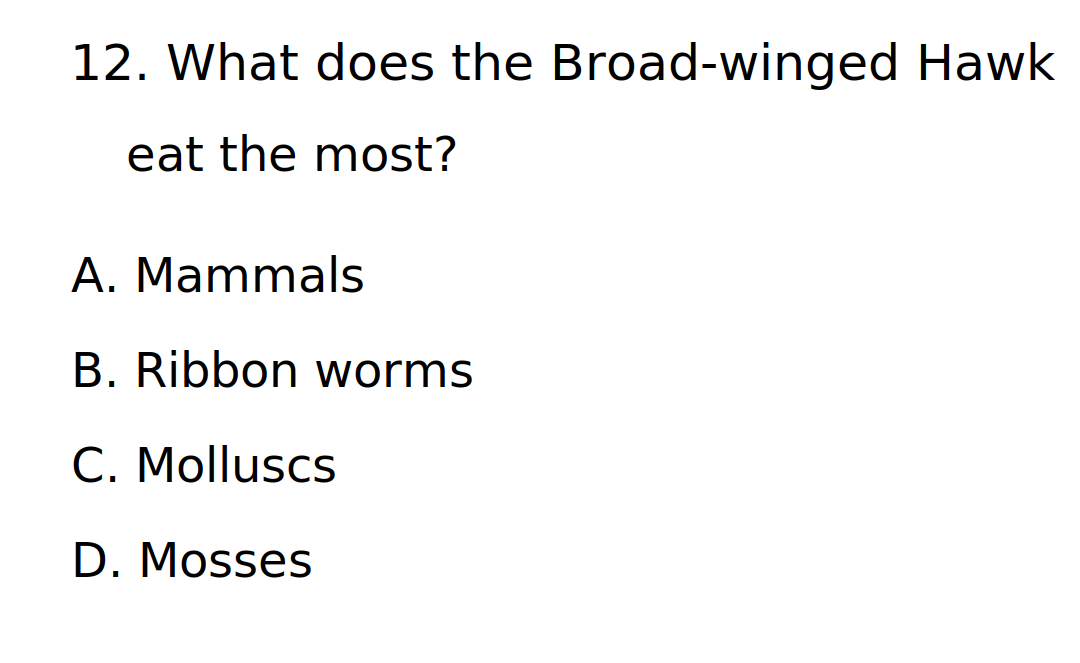 12. What does the Broad-winged Hawk
eat the most?
A. Mammals
B. Ribbon worms
C. Molluscs
D. Mosses